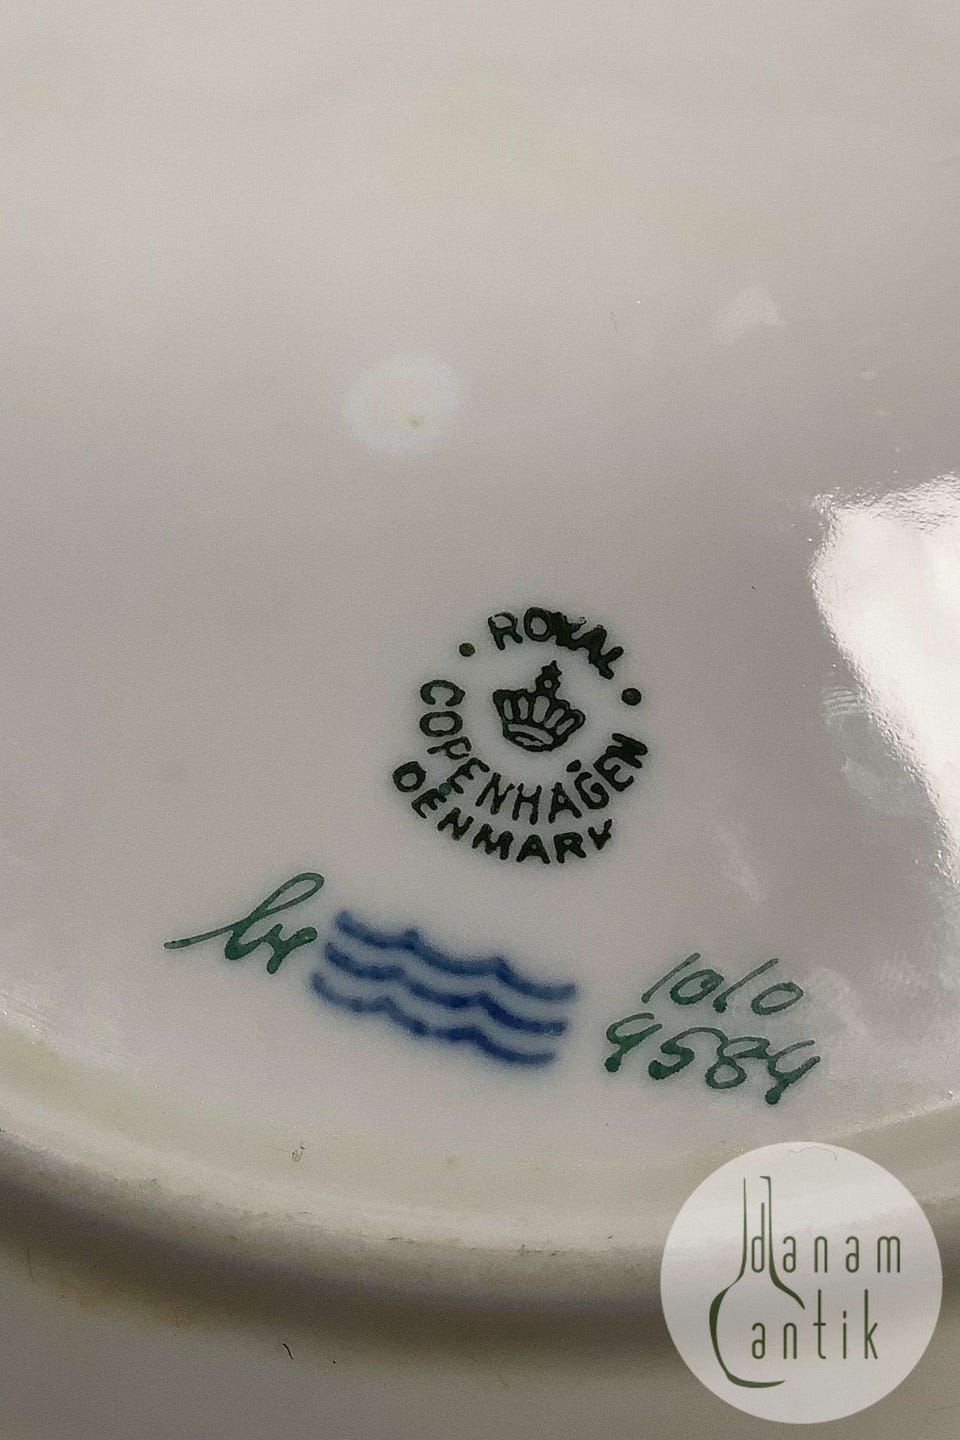 ROYAL
COPENHAGEN
DENMARK
1010
9584
danam
antik